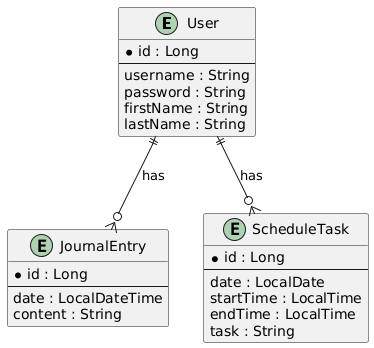 E User
* id : Long
username : String
password : String
firstName : String
lastName : String
has
has
E JournalEntry
* id : Long
date : LocalDateTime
content : String
E ScheduleTask
* id : Long
date : LocalDate
startTime : LocalTime
endTime : LocalTime
task : String